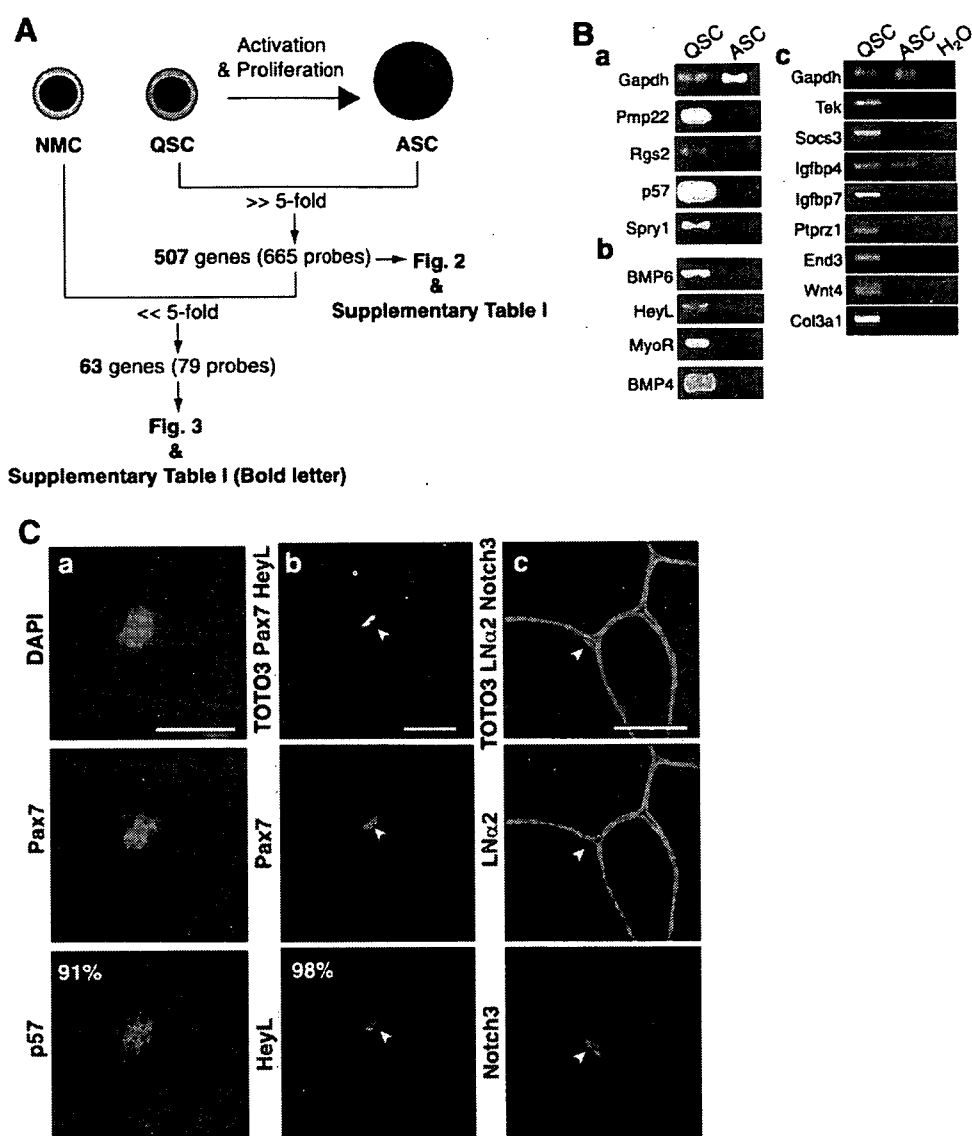 A
Activation
& Proliferation
NMC
QSC
ASC
>> 5-fold
507 genes (665 probes)
Fig. 2
&
Supplementary Table I
<< 5-fold
63 genes (79 probes)
Fig. 3
&
Supplementary Table I (Bold letter)
B
a
QSC
ASC
Gapdh
Pmp22
Rgs2
p57
Spry1
b
BMP6
HeyL
MyoR
BMP4
c
QSC
ASC
H₂O
Gapdh
Tek
Socs3
Igfbp4
Igfbp7
Ptprz1
End3
Wnt4
Col3a1
C
a
DAPI
Pax7
p57
91%
b
TOTO3 Pax7 HeyL
Pax7
HeyL
98%
c
TOTO3 LNα2 Notch3
LNα2
Notch3